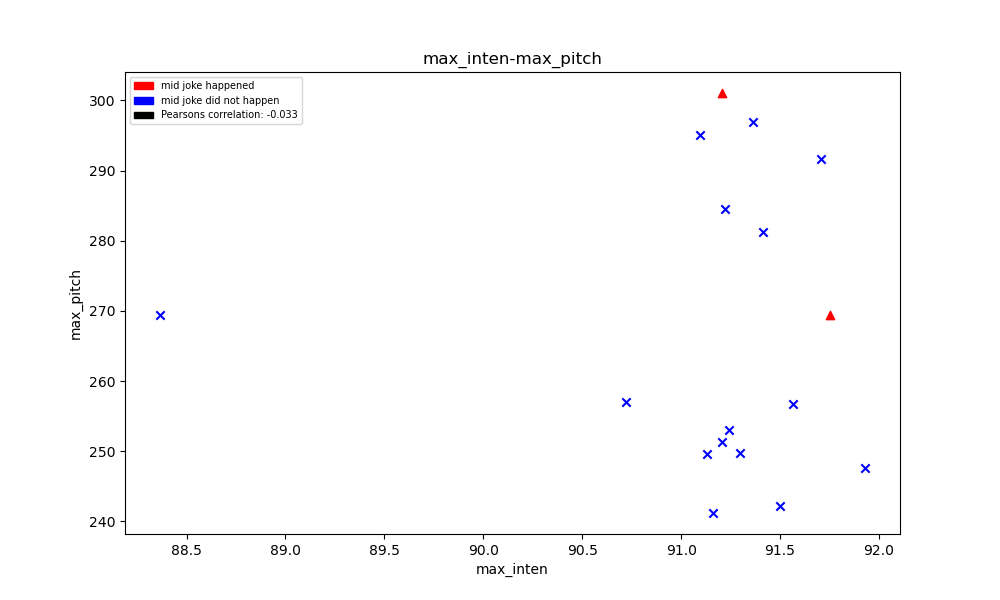 max_inten-max_pitch
mid joke happened
mid joke did not happen
Pearsons correlation: -0.033
300
290
280
270
260
250
240
max_pitch
88.5 89.0 89.5 90.0 90.5 91.0 91.5 92.0
max_inten